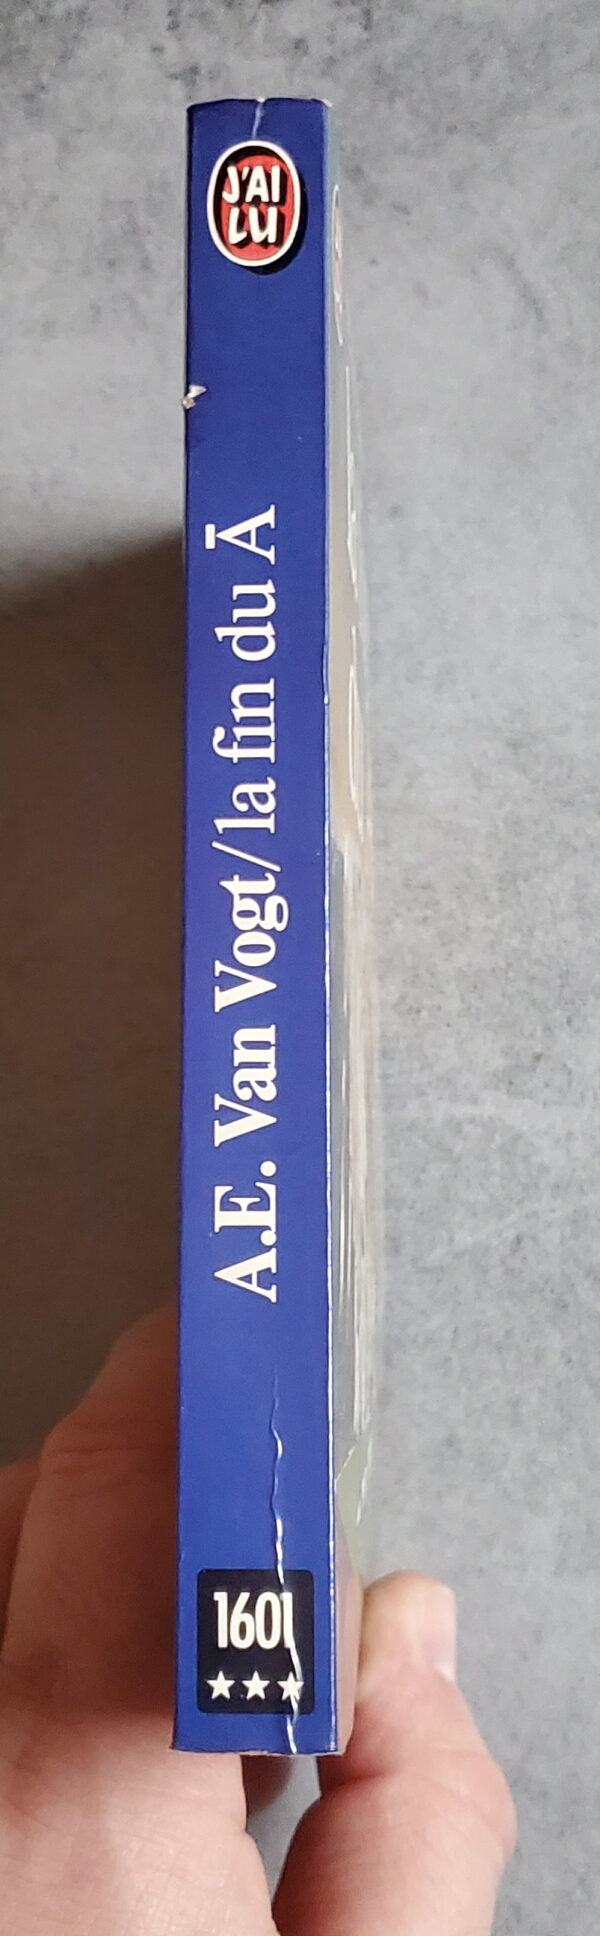 J'AI
LU
A.E. Van Vogt/la fin du Ā
1601
★★★